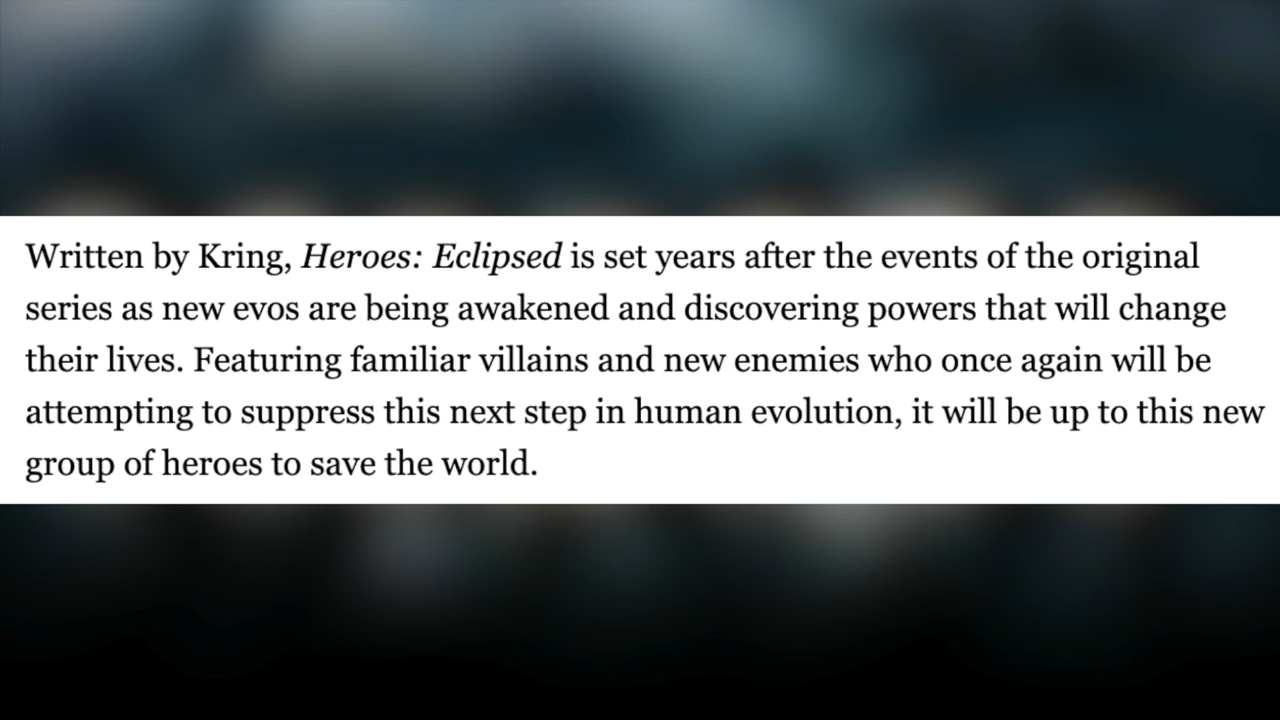 Written by Kring, Heroes: Eclipsed is set years after the events of the original
series as new evos are being awakened and discovering powers that will change
their lives. Featuring familiar villains and new enemies who once again will be
attempting to suppress this next step in human evolution, it will be up to this new
group of heroes to save the world.